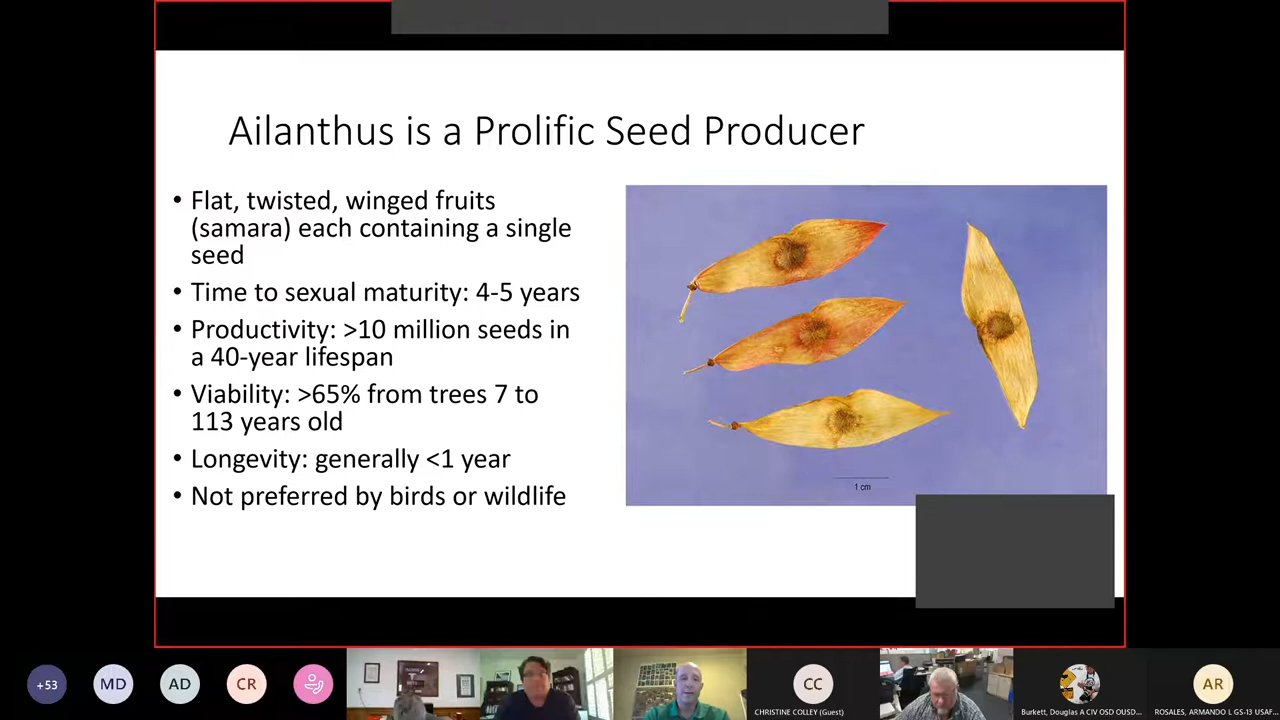 Ailanthus is a Prolific Seed Producer
• Flat, twisted, winged fruits
(samara) each containing a single
seed
• Time to sexual maturity: 4-5 years
• Productivity: >10 million seeds in
a 40-year lifespan
• Viability: >65% from trees 7 to
113 years old
• Longevity: generally <1 year
• Not preferred by birds or wildlife
1 cm
+53
MD
AD
CR
CC
AR
CHRISTINE COLLEY (Guest)
Burkett, Douglas A CIV OSD OUSD...
ROSALES, ARMANDO L GS-13 USAF...